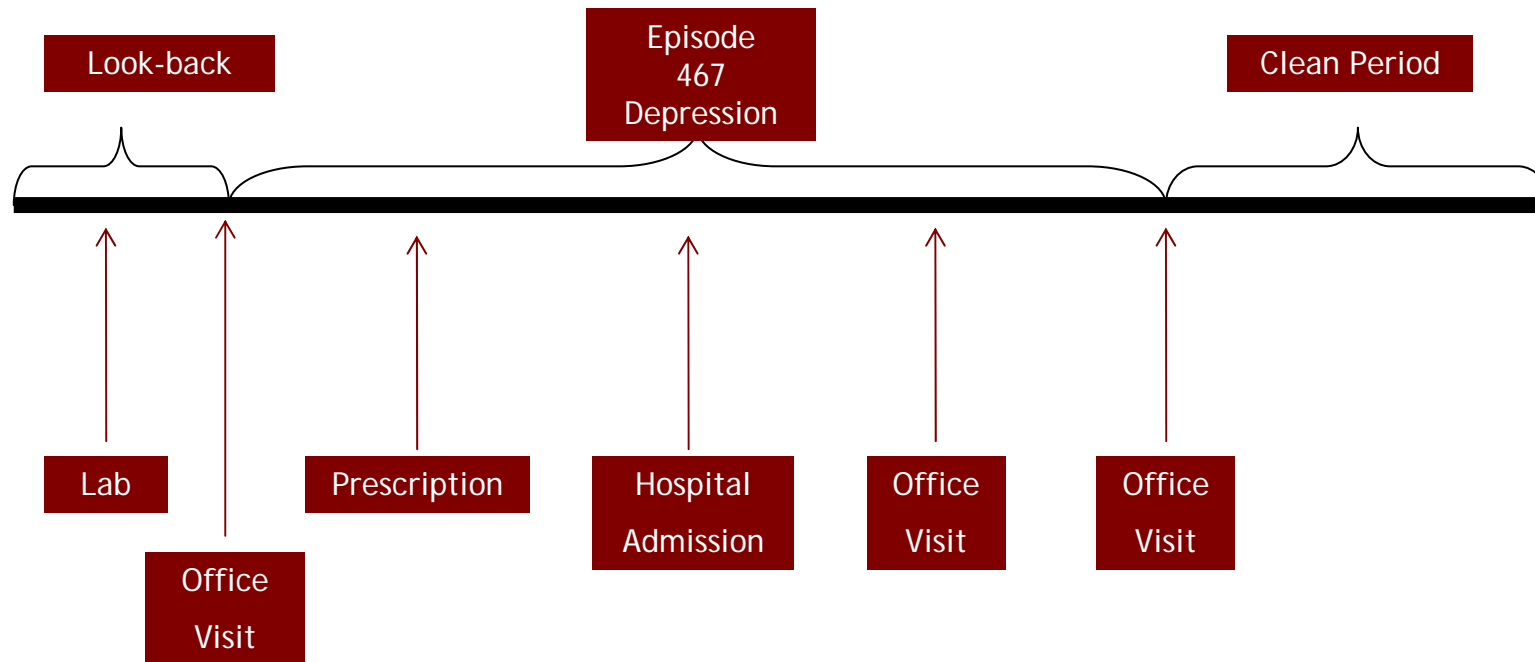 Look-back
Episode
467
Depression
Clean Period
Lab
Office
Visit
Prescription
Hospital
Admission
Office
Visit
Office
Visit